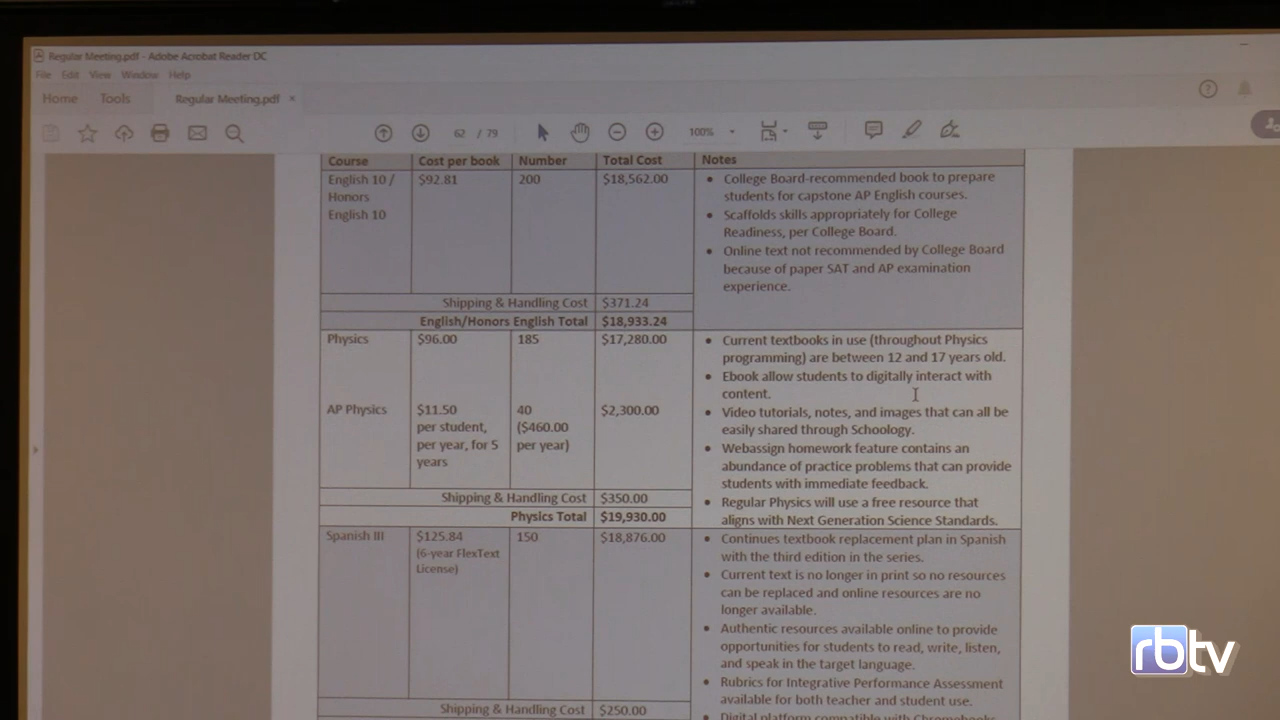 Regular Meeting.pdf - Adobe Acrobat Reader DC
File Edit View Window Help
Home Tools Regular Meeting.pdf ×
62 / 79 100%
Course Cost per book Number Total Cost Notes
English 10 / $92.81 200 $18,562.00
Honors
English 10
• College Board-recommended book to prepare
students for capstone AP English courses.
• Scaffolds skills appropriately for College
Readiness, per College Board.
• Online text not recommended by College Board
because of paper SAT and AP examination
experience.
Shipping & Handling Cost $371.24
English/Honors English Total $18,933.24
Physics $96.00 185 $17,280.00
AP Physics $11.50 40 $2,300.00
per student, ($460.00
per year, for 5 per year)
years
• Current textbooks in use (throughout Physics
programming) are between 12 and 17 years old.
• Ebook allow students to digitally interact with
content.
• Video tutorials, notes, and images that can all be
easily shared through Schoology.
• Webassign homework feature contains an
abundance of practice problems that can provide
students with immediate feedback.
• Regular Physics will use a free resource that
aligns with Next Generation Science Standards.
Shipping & Handling Cost $350.00
Physics Total $19,930.00
Spanish III $125.84 150 $18,876.00
(6-year FlexText
License)
• Continues textbook replacement plan in Spanish
with the third edition in the series.
• Current text is no longer in print so no resources
can be replaced and online resources are no
longer available.
• Authentic resources available online to provide
opportunities for students to read, write, listen,
and speak in the target language.
• Rubrics for Integrative Performance Assessment
available for both teacher and student use.
• Digital platform compatible with Chromebooks
Shipping & Handling Cost $250.00
rbtv